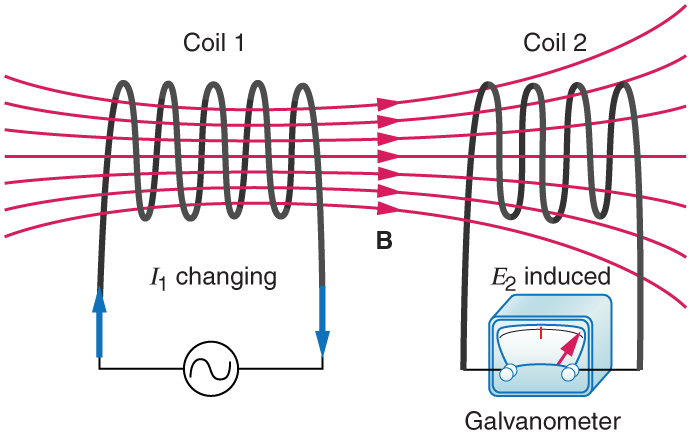 Coil 1
Coil 2
B
I₁ changing
E₂ induced
Galvanometer